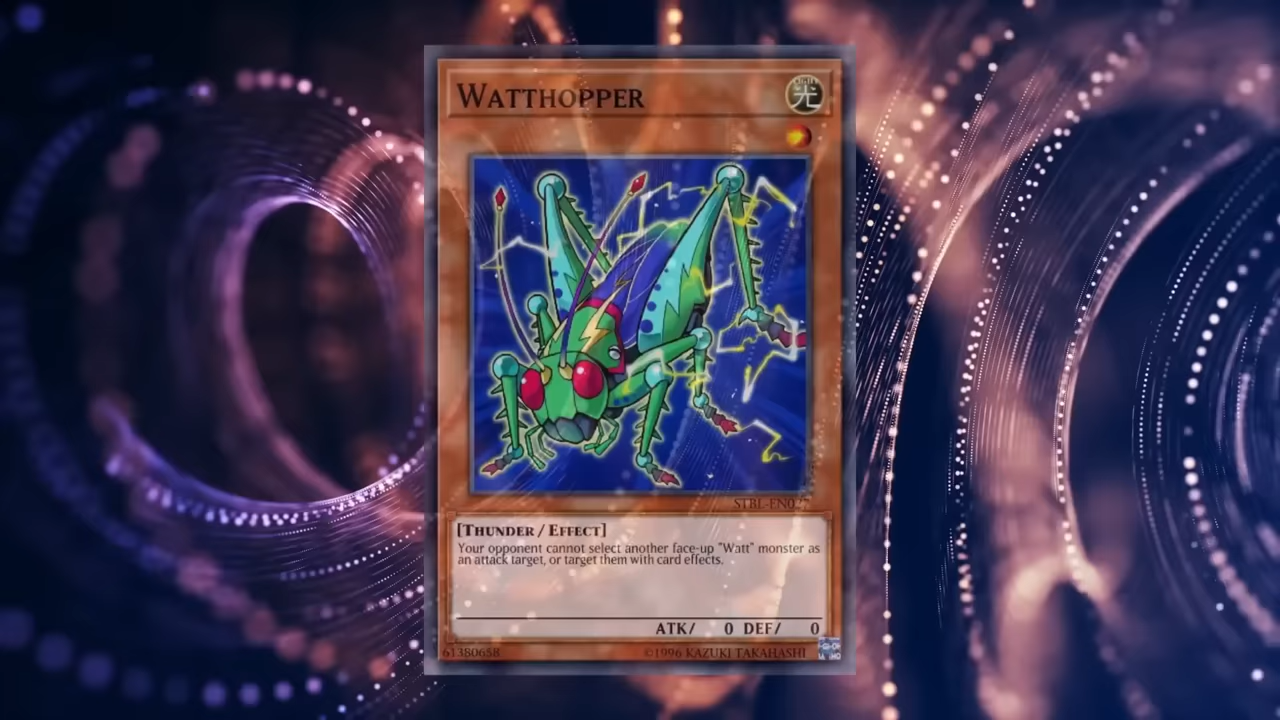 WATTHOPPER
光
STBL-EN027
[THUNDER / EFFECT]
Your opponent cannot select another face-up "Watt" monster as
an attack target, or target them with card effects.
ATK/ 0 DEF/ 0
61380658
©1996 KAZUKI TAKAHASHI